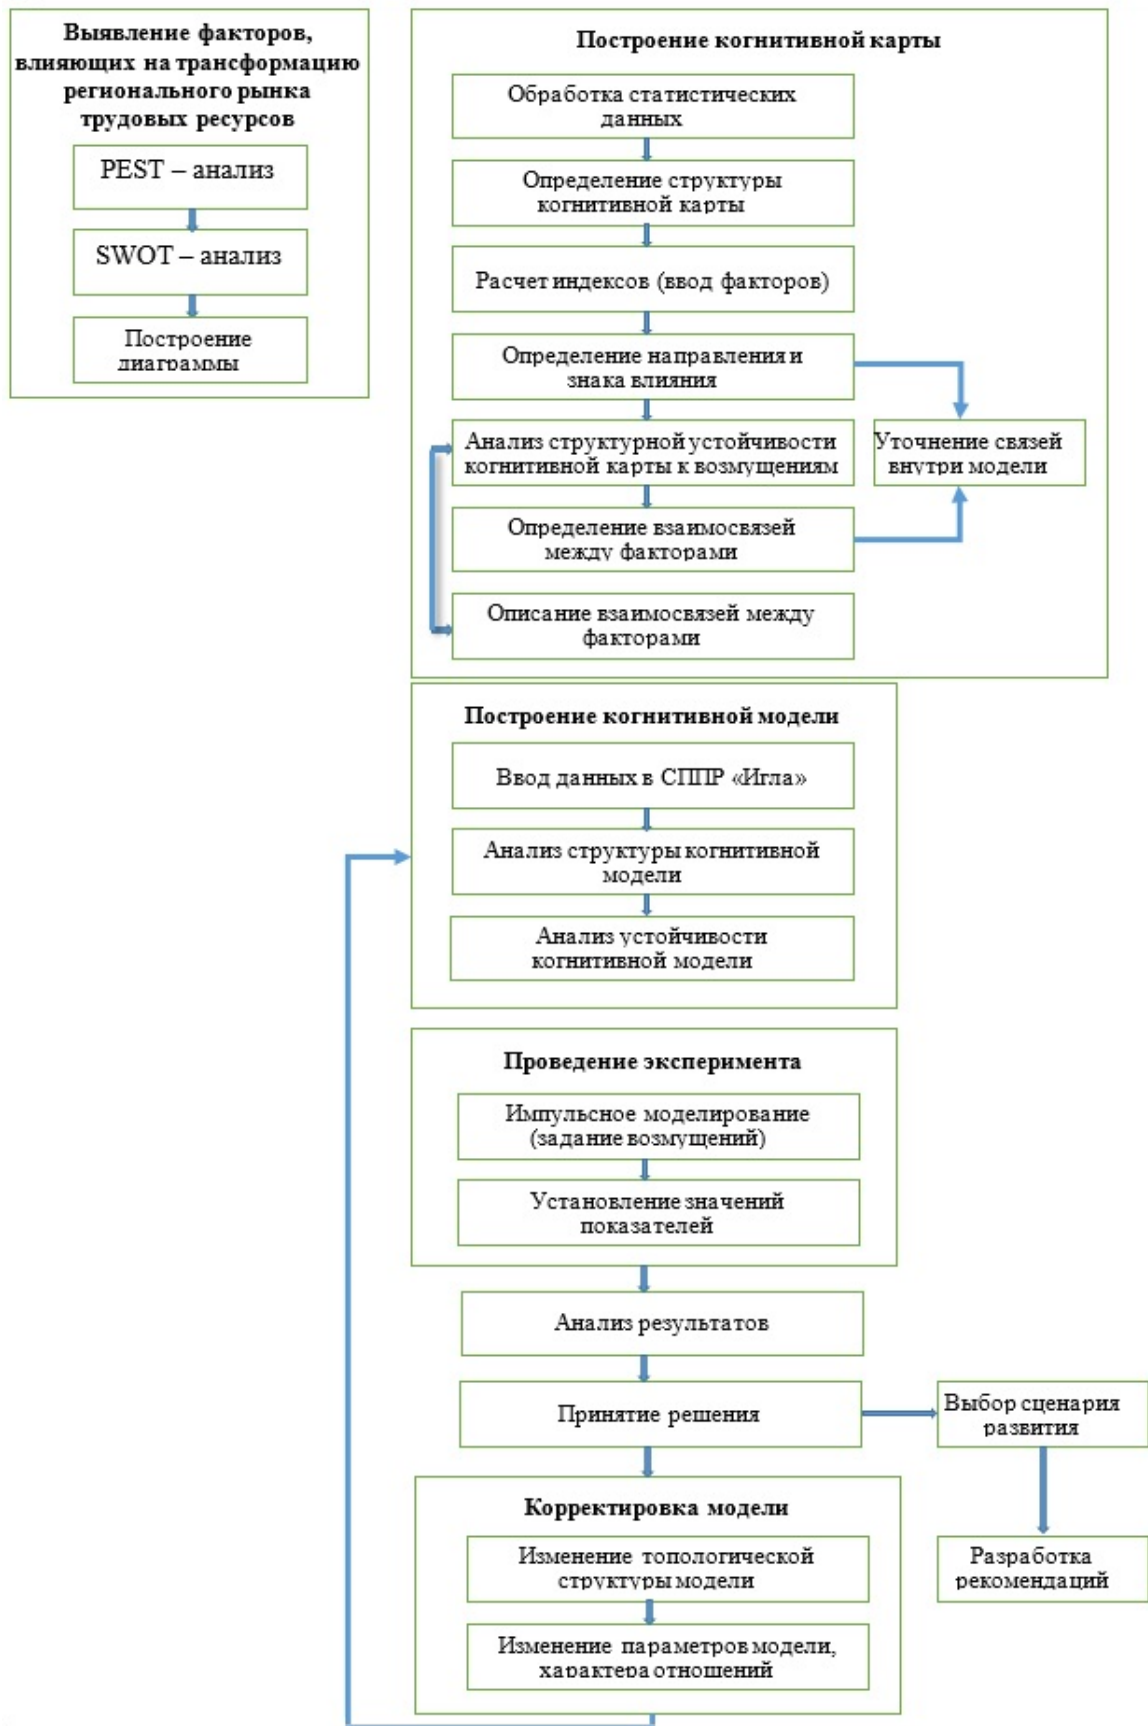 Выявление факторов,
влияющих на трансформацию
регионального рынка
трудовых ресурсов
PEST – анализ
SWOT – анализ
Построение
диаграммы
Построение когнитивной карты
Обработка статистических
данных
Определение структуры
когнитивной карты
Расчет индексов (ввод факторов)
Определение направления и
знака влияния
Анализ структурной устойчивости
когнитивной карты к возмущениям
Уточнение связей
внутри модели
Определение взаимосвязей
между факторами
Описание взаимосвязей между
факторами
Построение когнитивной модели
Ввод данных в СППР «Игла»
Анализ структуры когнитивной
модели
Анализ устойчивости
когнитивной модели
Проведение эксперимента
Импульсное моделирование
(задание возмущений)
Установление значений
показателей
Анализ результатов
Принятие решения
Выбор сценария
развития
Корректировка модели
Изменение топологической
структуры модели
Разработка
рекомендаций
Изменение параметров модели,
характера отношений